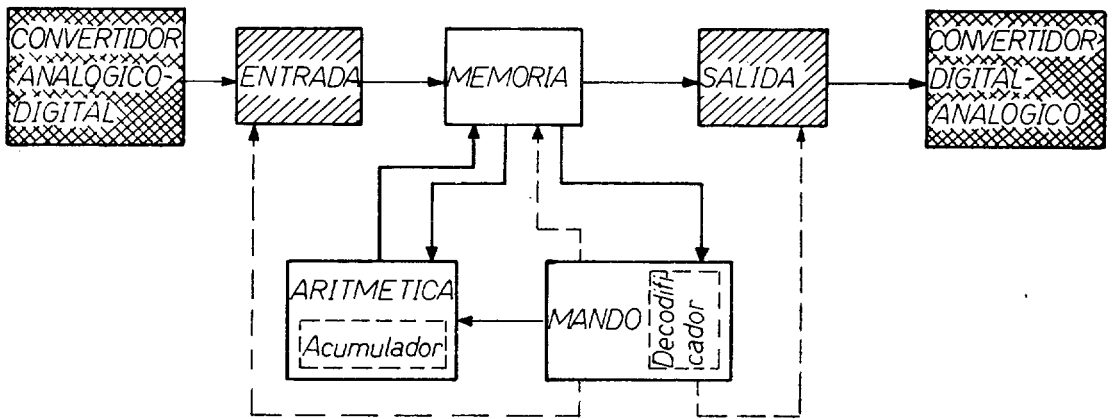 CONVERTIDOR
ANALOGICO-
DIGITAL
ENTRADA
MEMORIA
SALIDA
CONVERTIDOR
DIGITAL-
ANALOGICO
ARITMETICA
Acumulador
MANDO
Decodifi
cador